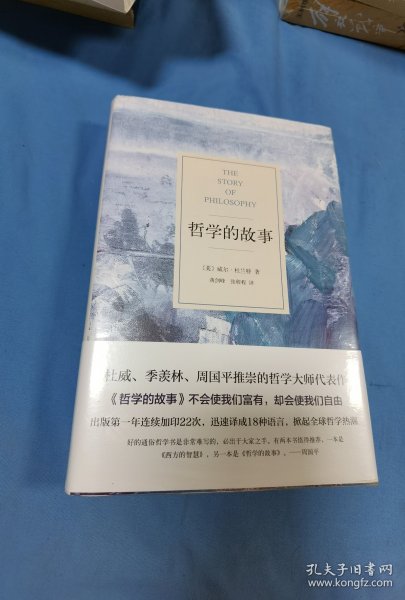 THE
STORY
OF
PHILOSOPHY
哲学的故事
〔美〕威尔·杜兰特 著
蒋剑峰 张程程 译
杜威、季羡林、周国平推崇的哲学大师代表作
《哲学的故事》不会使我们富有,却会使我们自由
出版第一年连续加印22次,迅速译成18种语言,掀起全球哲学热潮
好的通俗哲学书是非常难写的,必出于大家之手,有两本书值得推荐,一本是
《西方的智慧》,另一本是《哲学的故事》。——周国平
孔夫子旧书网
www.kongfz.com